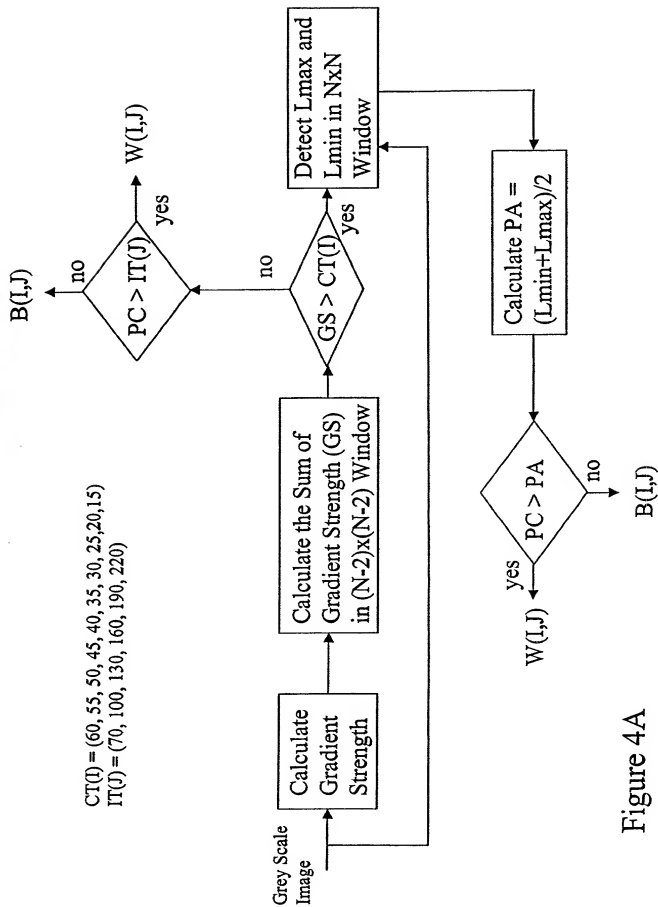 CT(I) = (60, 55, 50, 45, 40, 35, 30, 25,20,15)
IT(J) = (70, 100, 130, 160, 190, 220)
Grey Scale
Image
Calculate
Gradient
Strength
Calculate the Sum of
Gradient Strength (GS)
in (N-2)x(N-2) Window
GS > CT(I)
no
yes
PC > IT(J)
no
B(I,J)
yes
W(I,J)
Detect Lmax and
Lmin in NxN
Window
Calculate PA =
(Lmin+Lmax)/2
PC > PA
yes
W(I,J)
no
B(I,J)
Figure 4A